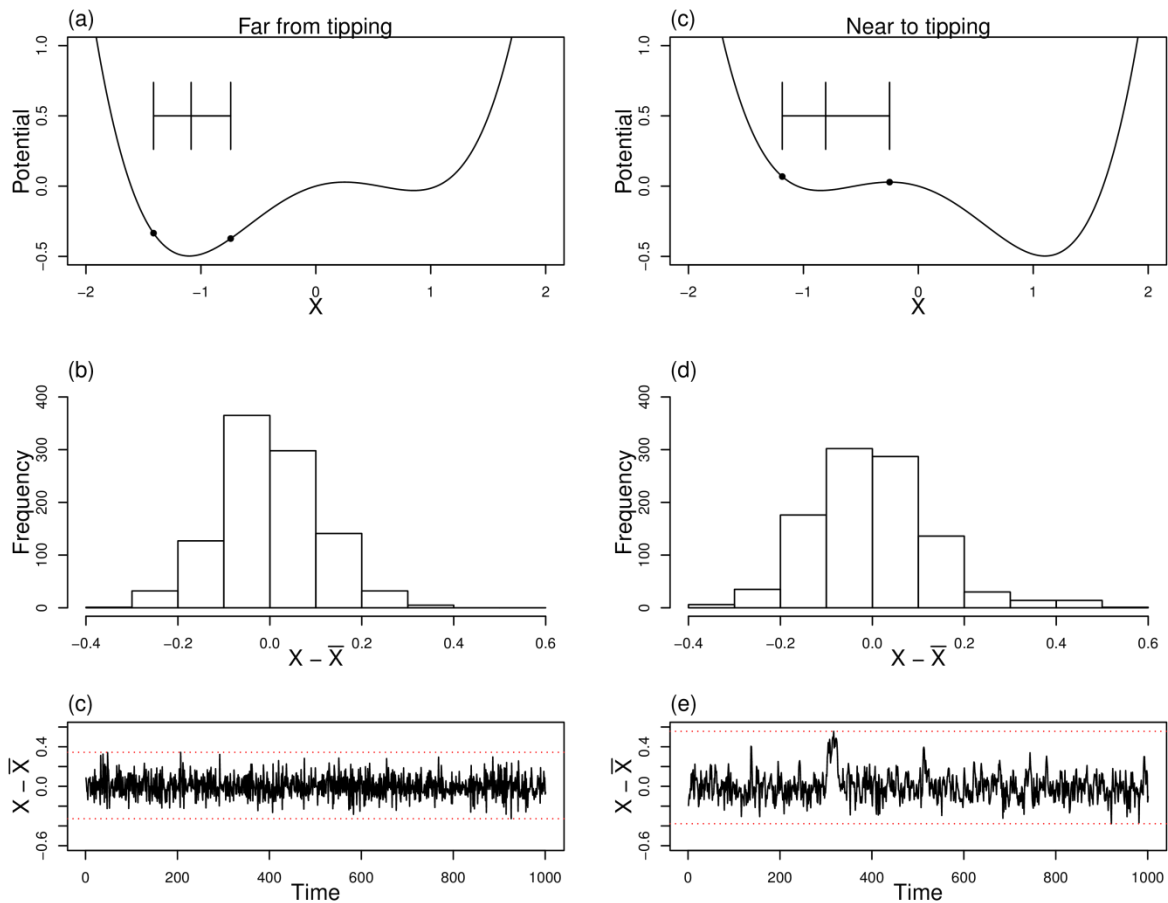 (a)
Far from tipping
Potential
1.0
0.5
0.0
−0.5
−2
−1
0
1
2
X
(c)
Near to tipping
Potential
1.0
0.5
0.0
−0.5
−2
−1
0
1
2
X
(b)
Frequency
400
300
200
100
0
−0.4
−0.2
0.0
0.2
0.4
0.6
X − X̅
(d)
Frequency
400
300
200
100
0
−0.4
−0.2
0.0
0.2
0.4
0.6
X − X̅
(c)
X − X̅
0.4
0.0
−0.6
0
200
400
600
800
1000
Time
(e)
X − X̅
0.4
0.0
−0.6
0
200
400
600
800
1000
Time